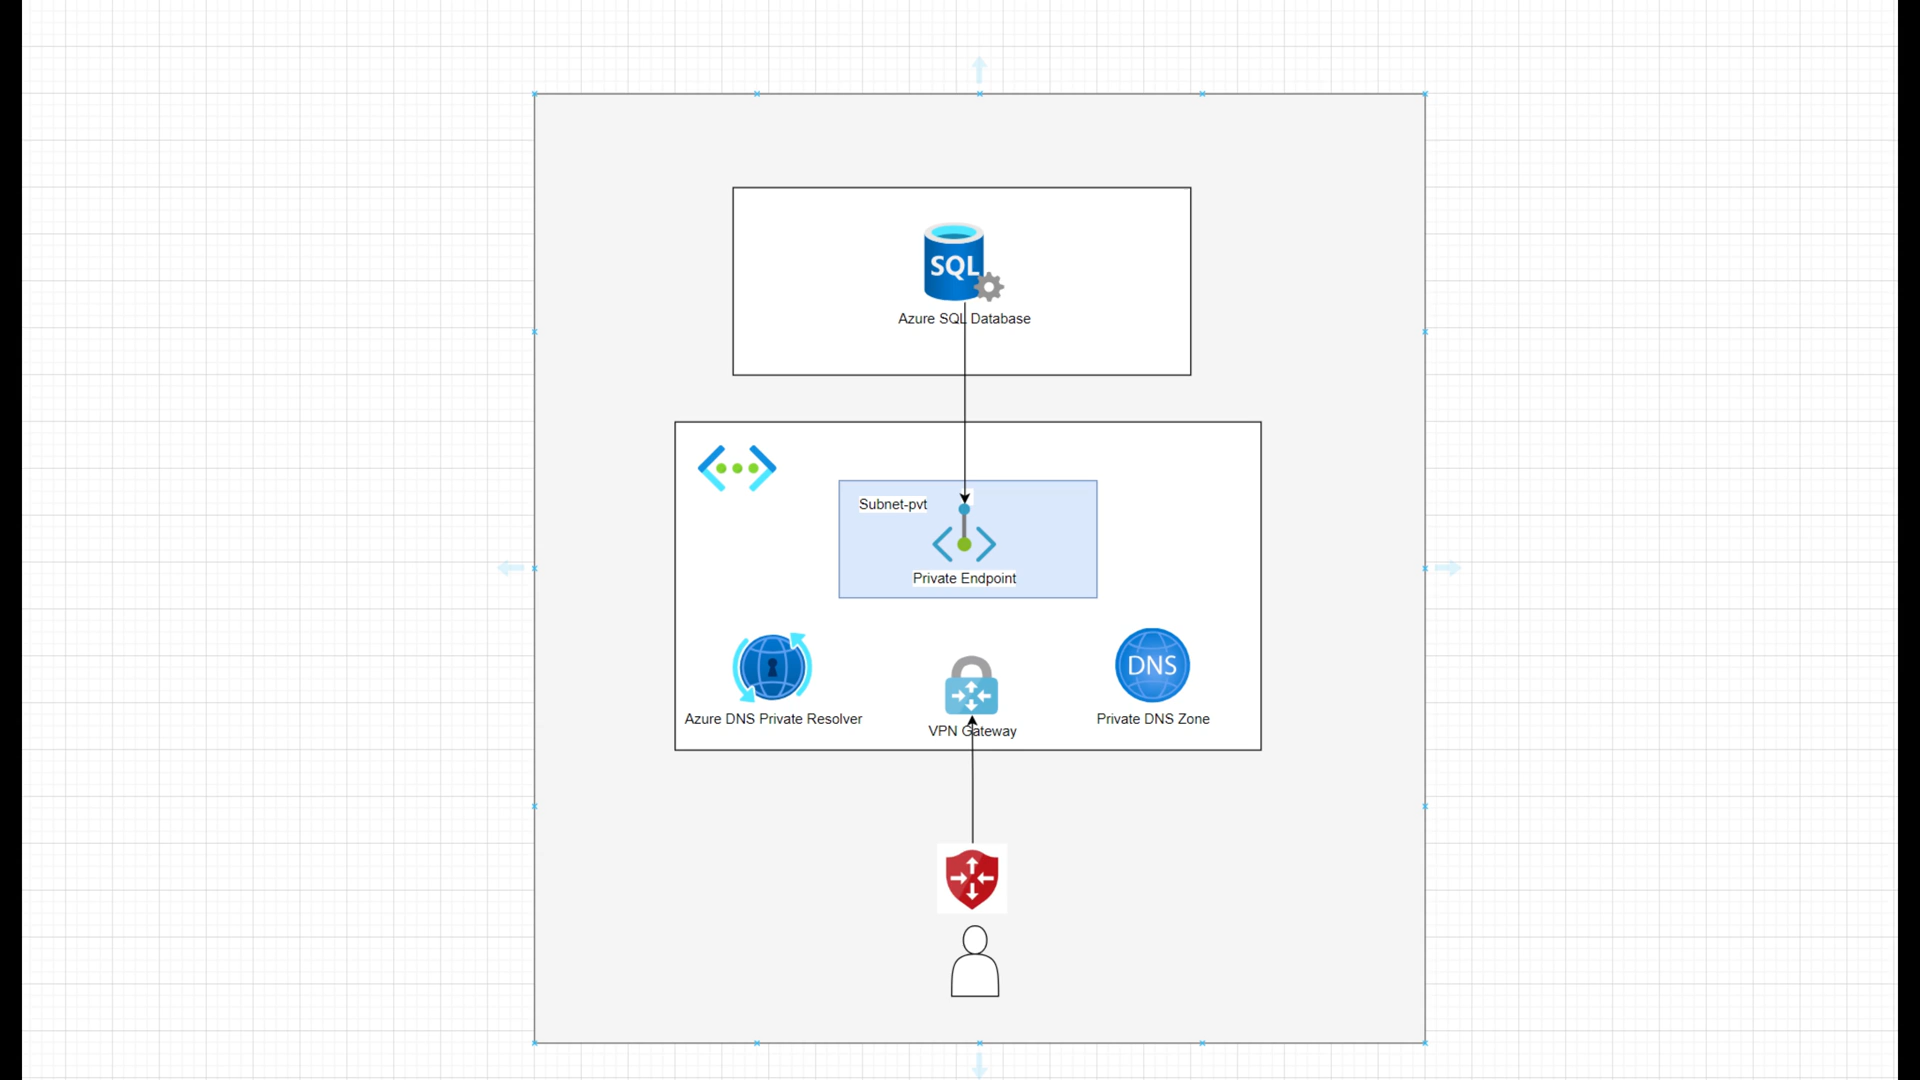 SQL
Azure SQL Database
Subnet-pvt
Private Endpoint
DNS
Azure DNS Private Resolver
VPN Gateway
Private DNS Zone